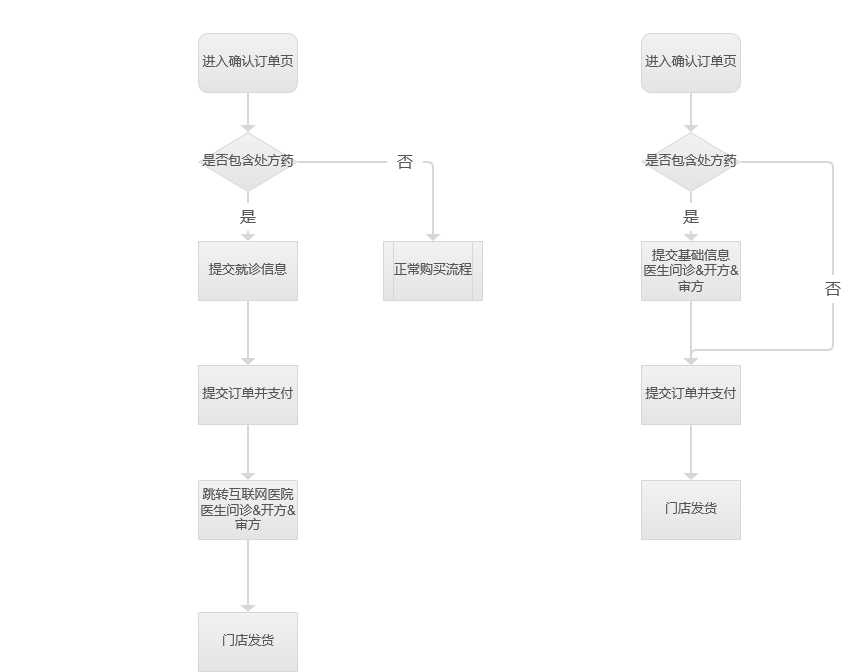 进入确认订单页
是否包含处方药
否
是
提交就诊信息
正常购买流程
提交订单并支付
跳转互联网医院
医生问诊&开方&
审方
门店发货
进入确认订单页
是否包含处方药
是
提交基础信息
医生问诊&开方&
审方
否
提交订单并支付
门店发货